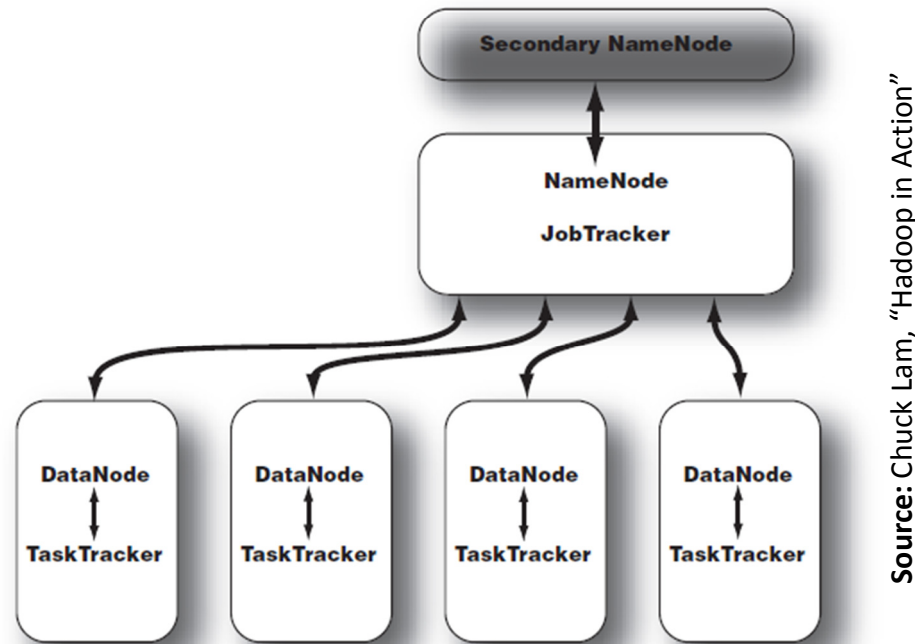 Secondary NameNode
NameNode
JobTracker
DataNode
TaskTracker
DataNode
TaskTracker
DataNode
TaskTracker
DataNode
TaskTracker
Source: Chuck Lam, “Hadoop in Action”